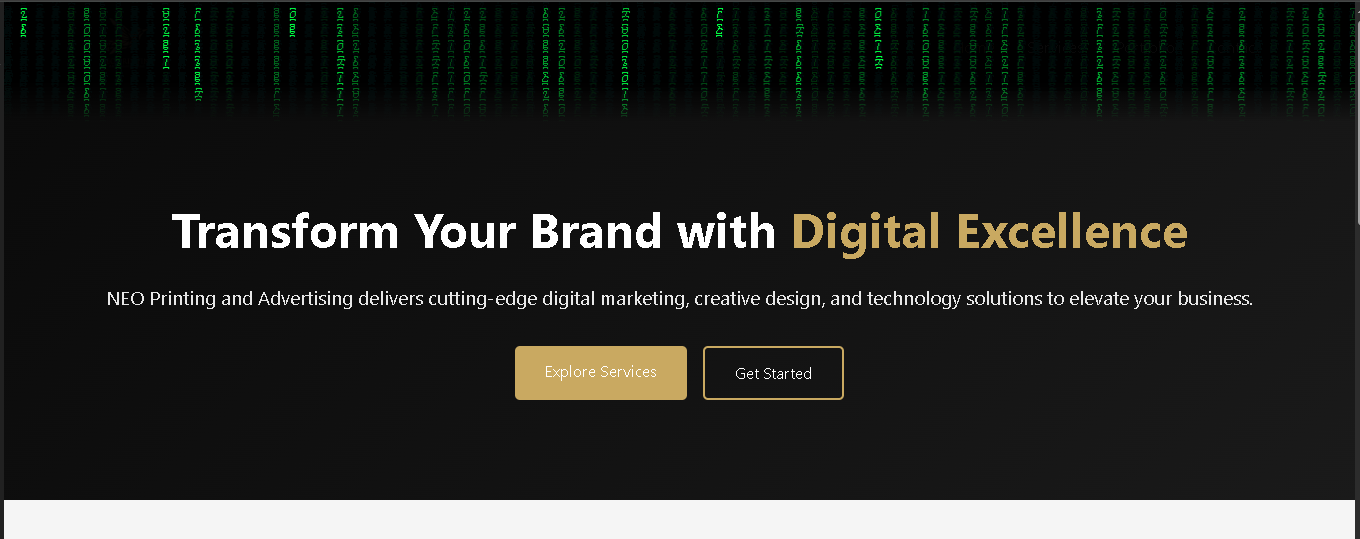 Transform Your Brand with Digital Excellence
NEO Printing and Advertising delivers cutting-edge digital marketing, creative design, and technology solutions to elevate your business.
Explore Services
Get Started